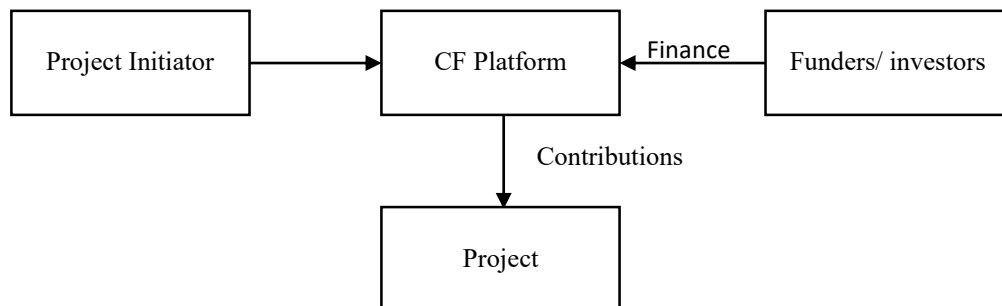 Project Initiator
CF Platform
Finance
Funders/ investors
Contributions
Project